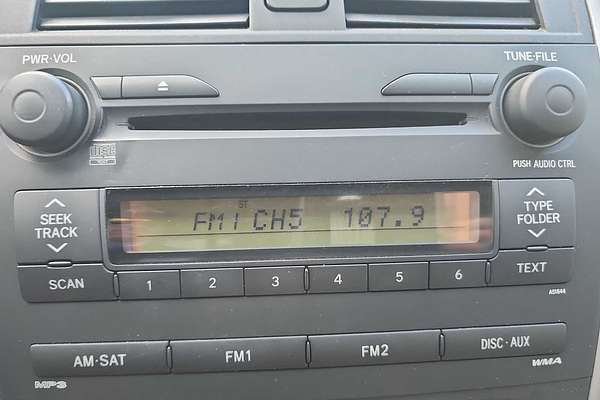 PWR·VOL
TUNE·FILE
WMA
PUSH AUDIO CTRL
SEEK
TRACK
ST
FM1 CH5 107.9
TYPE
FOLDER
SCAN
1 2 3 4 5 6
TEXT
AM·SAT
FM1
FM2
DISC·AUX
MP3
WMA